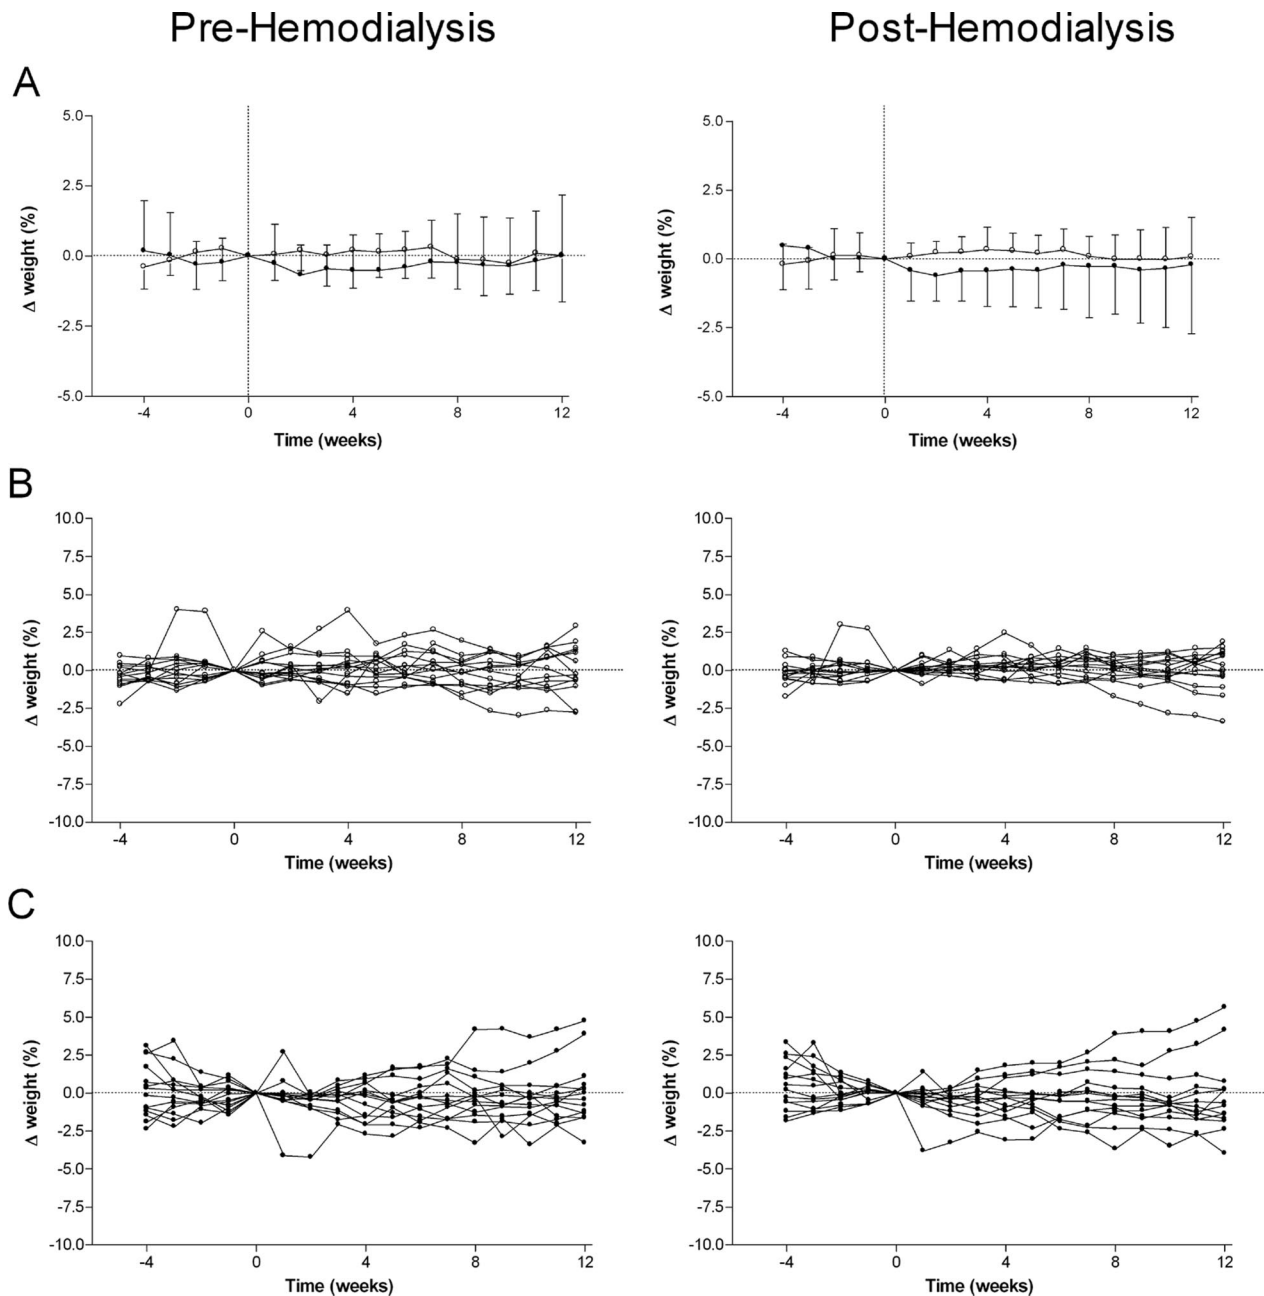 Pre-Hemodialysis Post-Hemodialysis
A
5.0 5.0
2.5 2.5
0.0 0.0
-2.5 -2.5
-5.0 -5.0
Δ weight (%) Δ weight (%)
-4 0 4 8 12 -4 0 4 8 12
Time (weeks) Time (weeks)
B
10.0 10.0
7.5 7.5
5.0 5.0
2.5 2.5
0.0 0.0
-2.5 -2.5
-5.0 -5.0
-7.5 -7.5
-10.0 -10.0
Δ weight (%) Δ weight (%)
-4 0 4 8 12 -4 0 4 8 12
Time (weeks) Time (weeks)
C
10.0 10.0
7.5 7.5
5.0 5.0
2.5 2.5
0.0 0.0
-2.5 -2.5
-5.0 -5.0
-7.5 -7.5
-10.0 -10.0
Δ weight (%) Δ weight (%)
-4 0 4 8 12 -4 0 4 8 12
Time (weeks) Time (weeks)